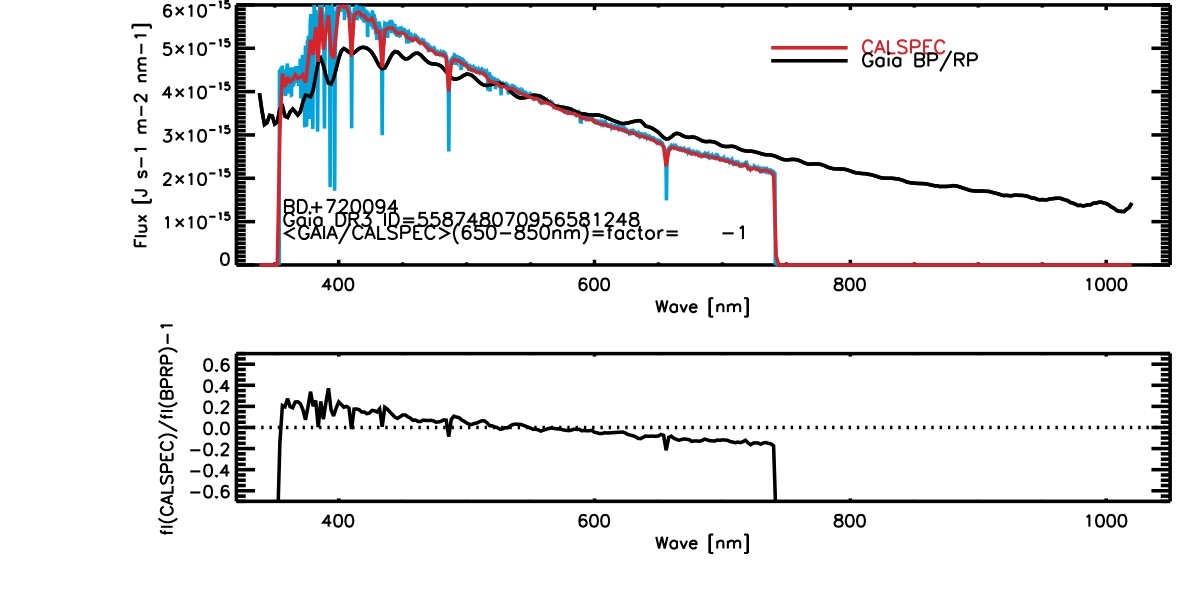 6×10−15
5×10−15
4×10−15
3×10−15
2×10−15
1×10−15
0
Flux [J s−1 m−2 nm−1]
CALSPEC
Gaia BP/RP
BD.+720094
Gaia DR3 ID=558748070956581248
<GAIA/CALSPEC>(650−850nm)=factor= −1
400 600 800 1000
Wave [nm]
fl(CALSPEC)/fl(BPRP)−1
0.6
0.4
0.2
0.0
−0.2
−0.4
−0.6
400 600 800 1000
Wave [nm]